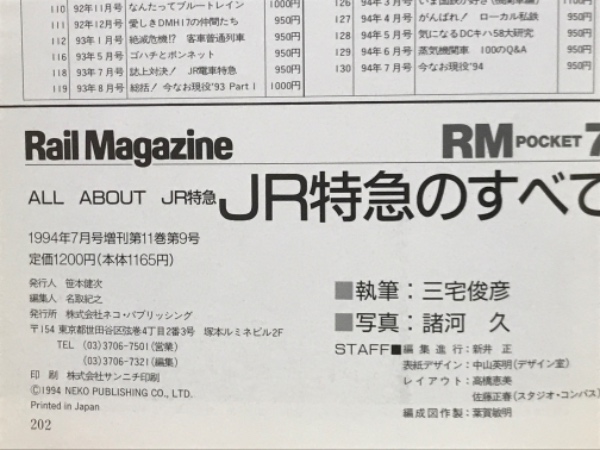 110 92年11月号 なんたってブルートレイン 1000円
111 92年12月号 愛しきDMH17の仲間たち 950円
112 93年1月号 絶滅危機!? 客車普通列車 950円
116 93年5月号 ゴハチとボンネット 950円
118 93年7月号 誌上対決! JR電車特急 950円
119 93年8月号 総括! 今なお現役'93 Part I 1000円
126 94年3月号
127 94年4月号 がんばれ! ローカル私鉄 950円
128 94年5月号 気になるDCキハ58大研究 950円
129 94年6月号 蒸気機関車 100のQ&A 950円
130 94年7月号 今なお現役'94 950円
Rail Magazine
RM POCKET 7
ALL ABOUT JR特急 JR特急のすべて
1994年7月号増刊第11巻第9号
定価1200円(本体1165円)
発行人 笹本健次
編集人 名取紀之
発行所 株式会社ネコ・パブリッシング
〒154 東京都世田谷区弦巻4丁目2番3号 塚本ルミネビル2F
TEL (03)3706-7501(営業)
(03)3706-7321(編集)
印 刷 株式会社サンニチ印刷
©1994 NEKO PUBLISHING CO., LTD.
Printed in Japan
202
■執筆:三宅俊彦
■写真:諸河 久
STAFF■編集進行:新井 正
表紙デザイン:中山英明(デザイン室)
レイアウト:高橋恵美
佐藤正春(スタジオ・コンパス)
編成図作製:葉賀敏明